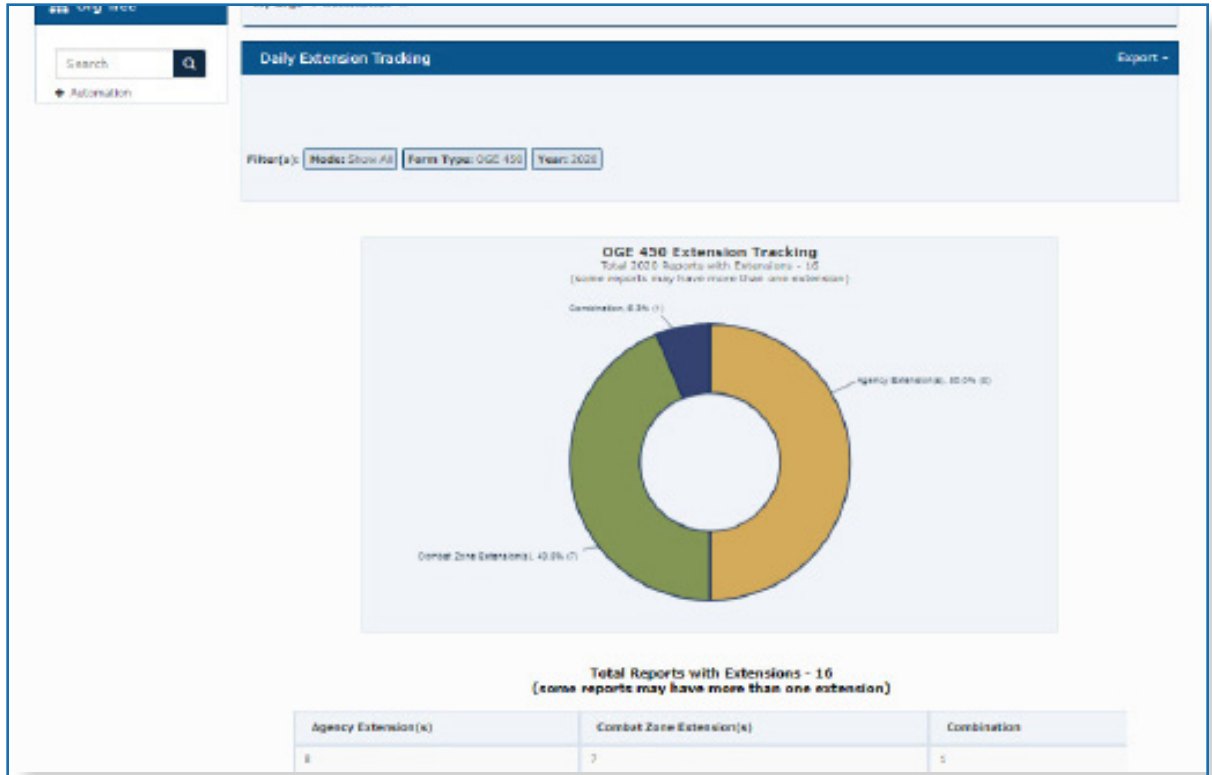 Org Tree
Search
Automation
Daily Extension Tracking
Export
Filter(s): Mode: Show All Form Type: OGE 450 Year: 2020
OGE 450 Extension Tracking
Total 2020 Reports with Extensions - 16
(some reports may have more than one extension)
Combination, 6.3% (1)
Agency Extension(s), 50.0% (8)
Combat Zone Extension(s), 43.8% (7)
Total Reports with Extensions - 16
(some reports may have more than one extension)
Agency Extension(s) Combat Zone Extension(s) Combination
8 7 1